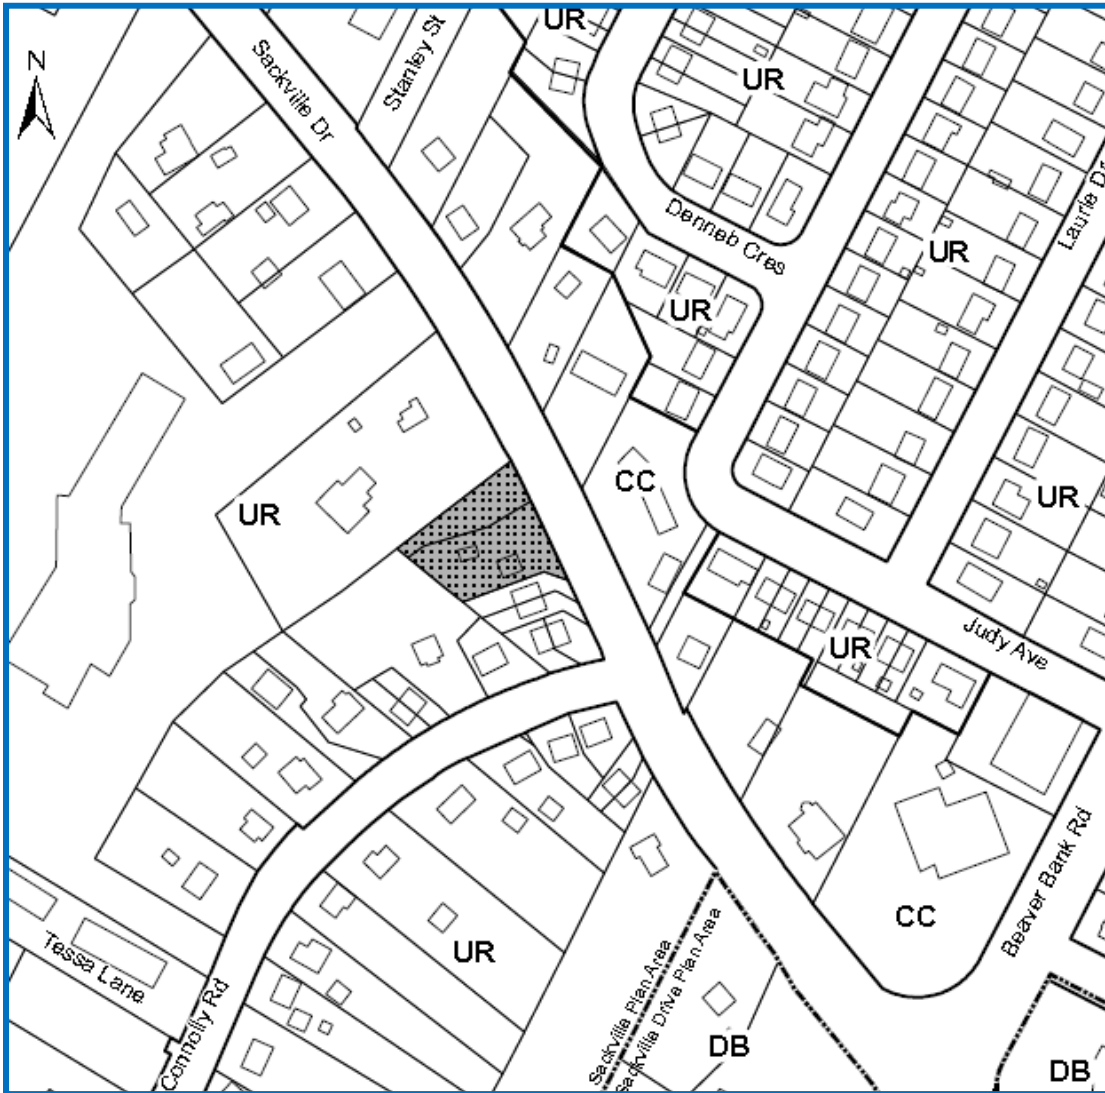 UR
Stanley St
Sackville Dr
N
UR
Laurie Dr
Denneb Cres
UR
UR
CC
UR
UR
Judy Ave
UR
Beaver Bank Rd
CC
Tessa Lane
UR
Connolly Rd
Sackville Plan Area
Sackville Drive Plan Area
DB
DB